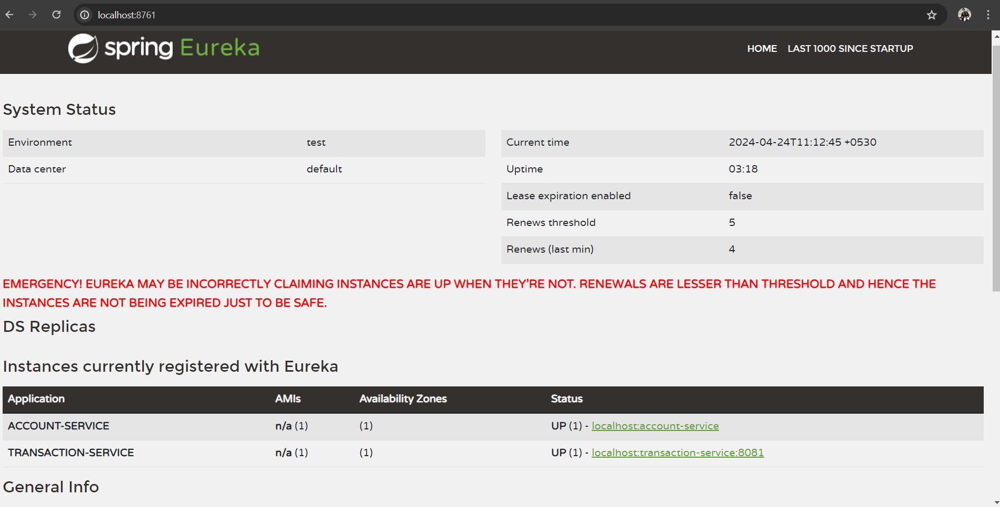 localhost:8761
spring Eureka
HOME LAST 1000 SINCE STARTUP
System Status
Environment test
Data center default
Current time 2024-04-24T11:12:45 +0530
Uptime 03:18
Lease expiration enabled false
Renews threshold 5
Renews (last min) 4
EMERGENCY! EUREKA MAY BE INCORRECTLY CLAIMING INSTANCES ARE UP WHEN THEY'RE NOT. RENEWALS ARE LESSER THAN THRESHOLD AND HENCE THE
INSTANCES ARE NOT BEING EXPIRED JUST TO BE SAFE.
DS Replicas
Instances currently registered with Eureka
Application AMIs Availability Zones Status
ACCOUNT-SERVICE n/a (1) (1) UP (1) - localhost:account-service
TRANSACTION-SERVICE n/a (1) (1) UP (1) - localhost:transaction-service:8081
General Info